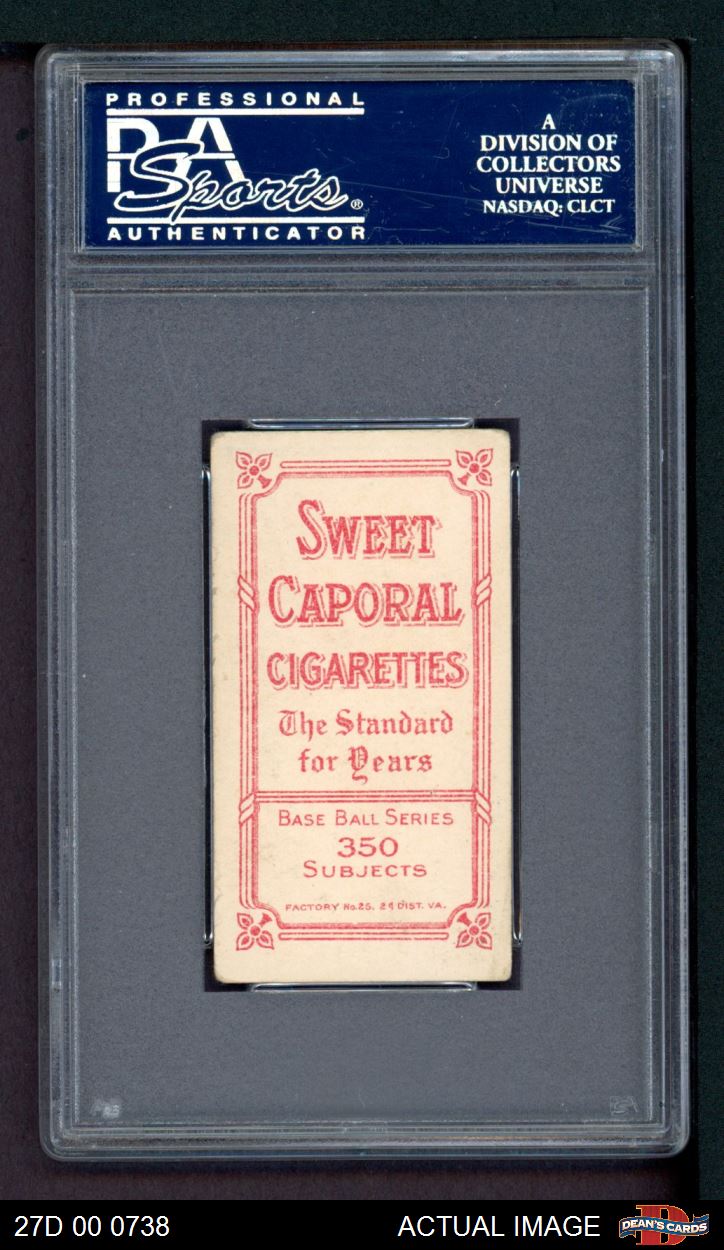 PROFESSIONAL
PSA
Sports ®
AUTHENTICATOR
A
DIVISION OF
COLLECTORS
UNIVERSE
NASDAQ: CLCT
SWEET
CAPORAL
CIGARETTES
The Standard
for Years
BASE BALL SERIES
350
SUBJECTS
FACTORY No. 25. 2d DIST. VA.
PSA
27D 00 0738
ACTUAL IMAGE
DEAN'S CARDS